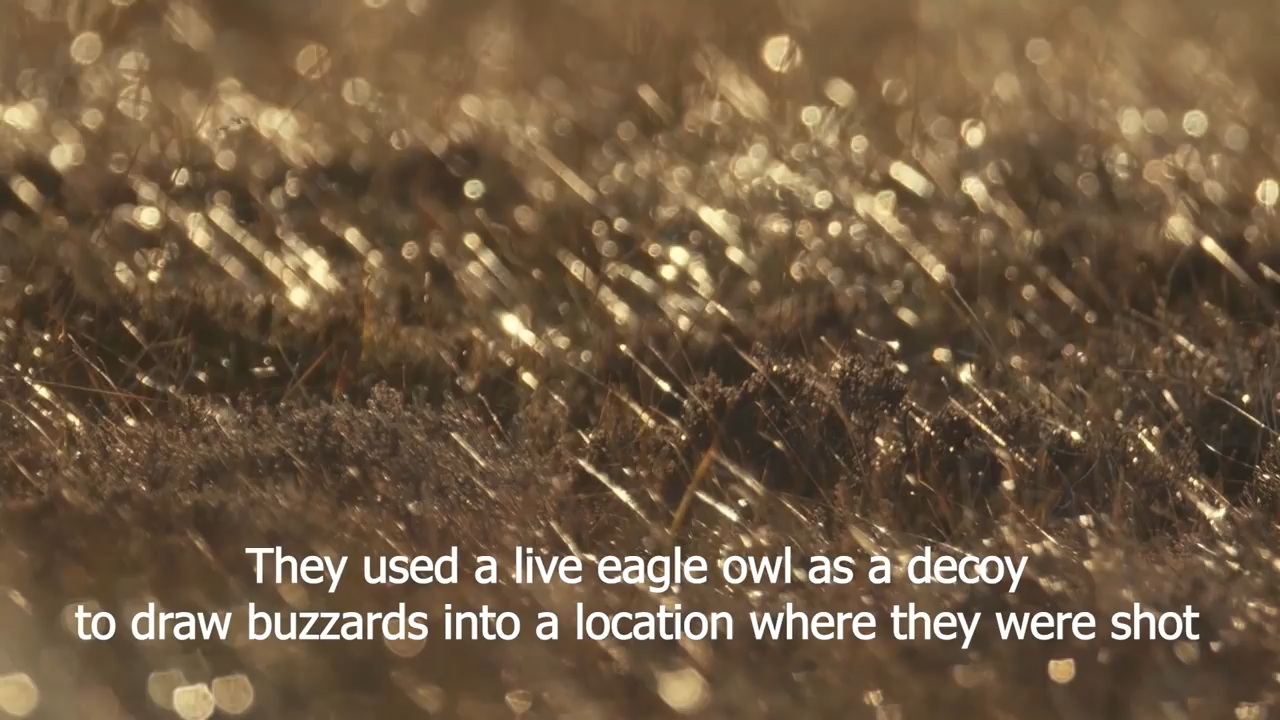 They used a live eagle owl as a decoy
to draw buzzards into a location where they were shot